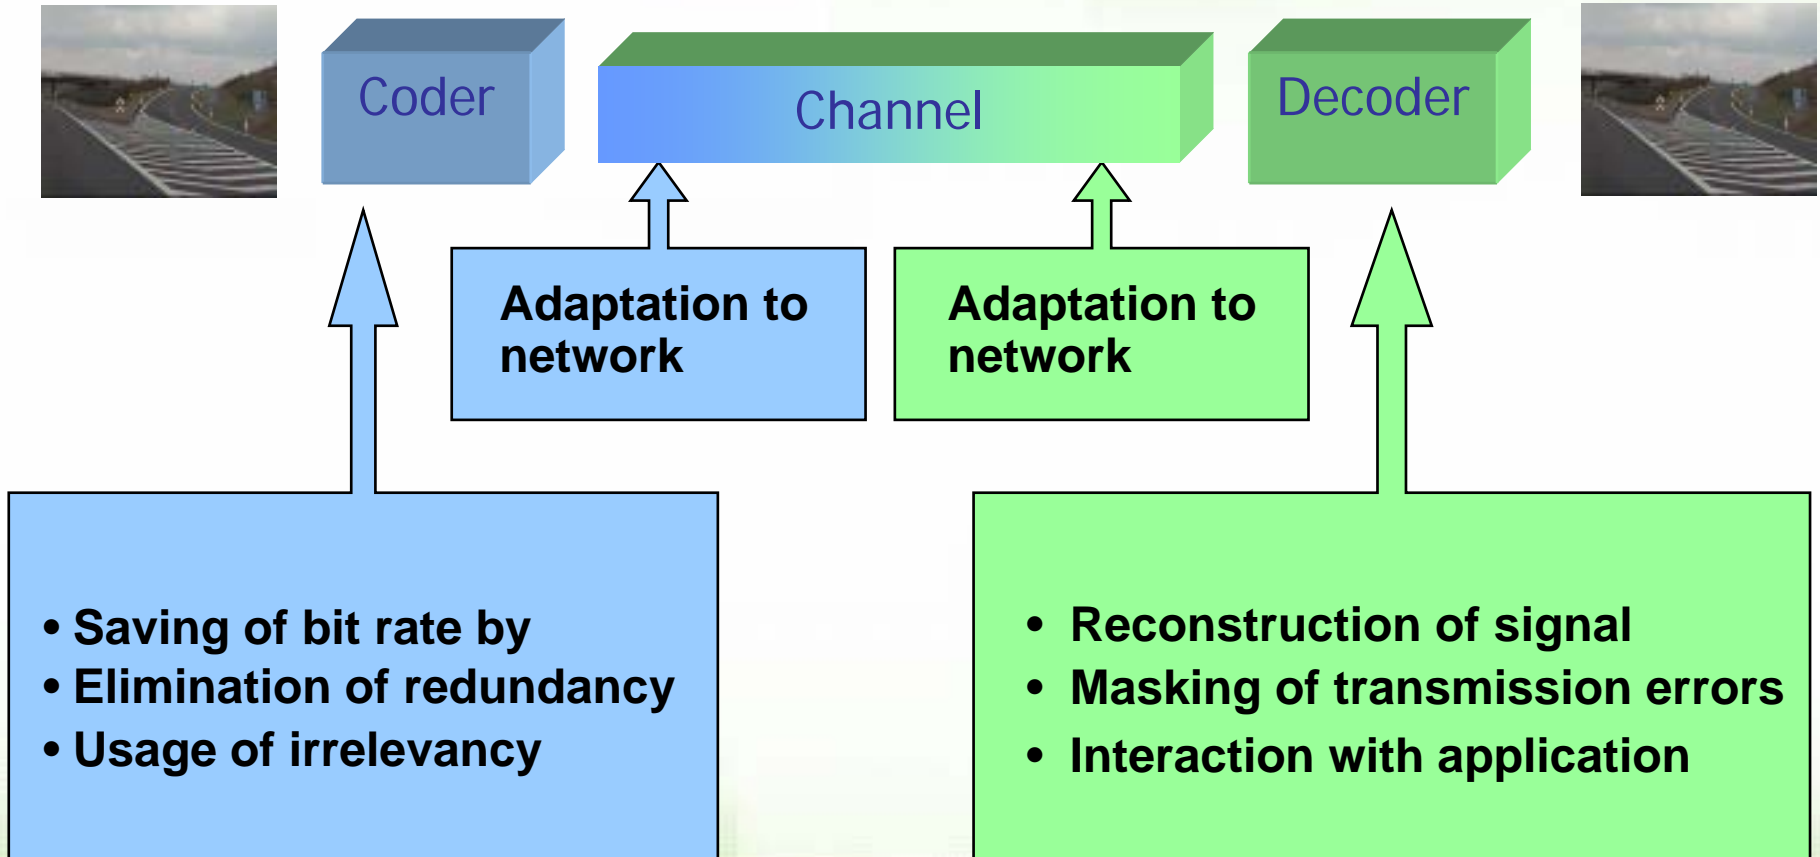 Coder
Channel
Decoder
Adaptation to
network
Adaptation to
network
• Saving of bit rate by
• Elimination of redundancy
• Usage of irrelevancy
• Reconstruction of signal
• Masking of transmission errors
• Interaction with application